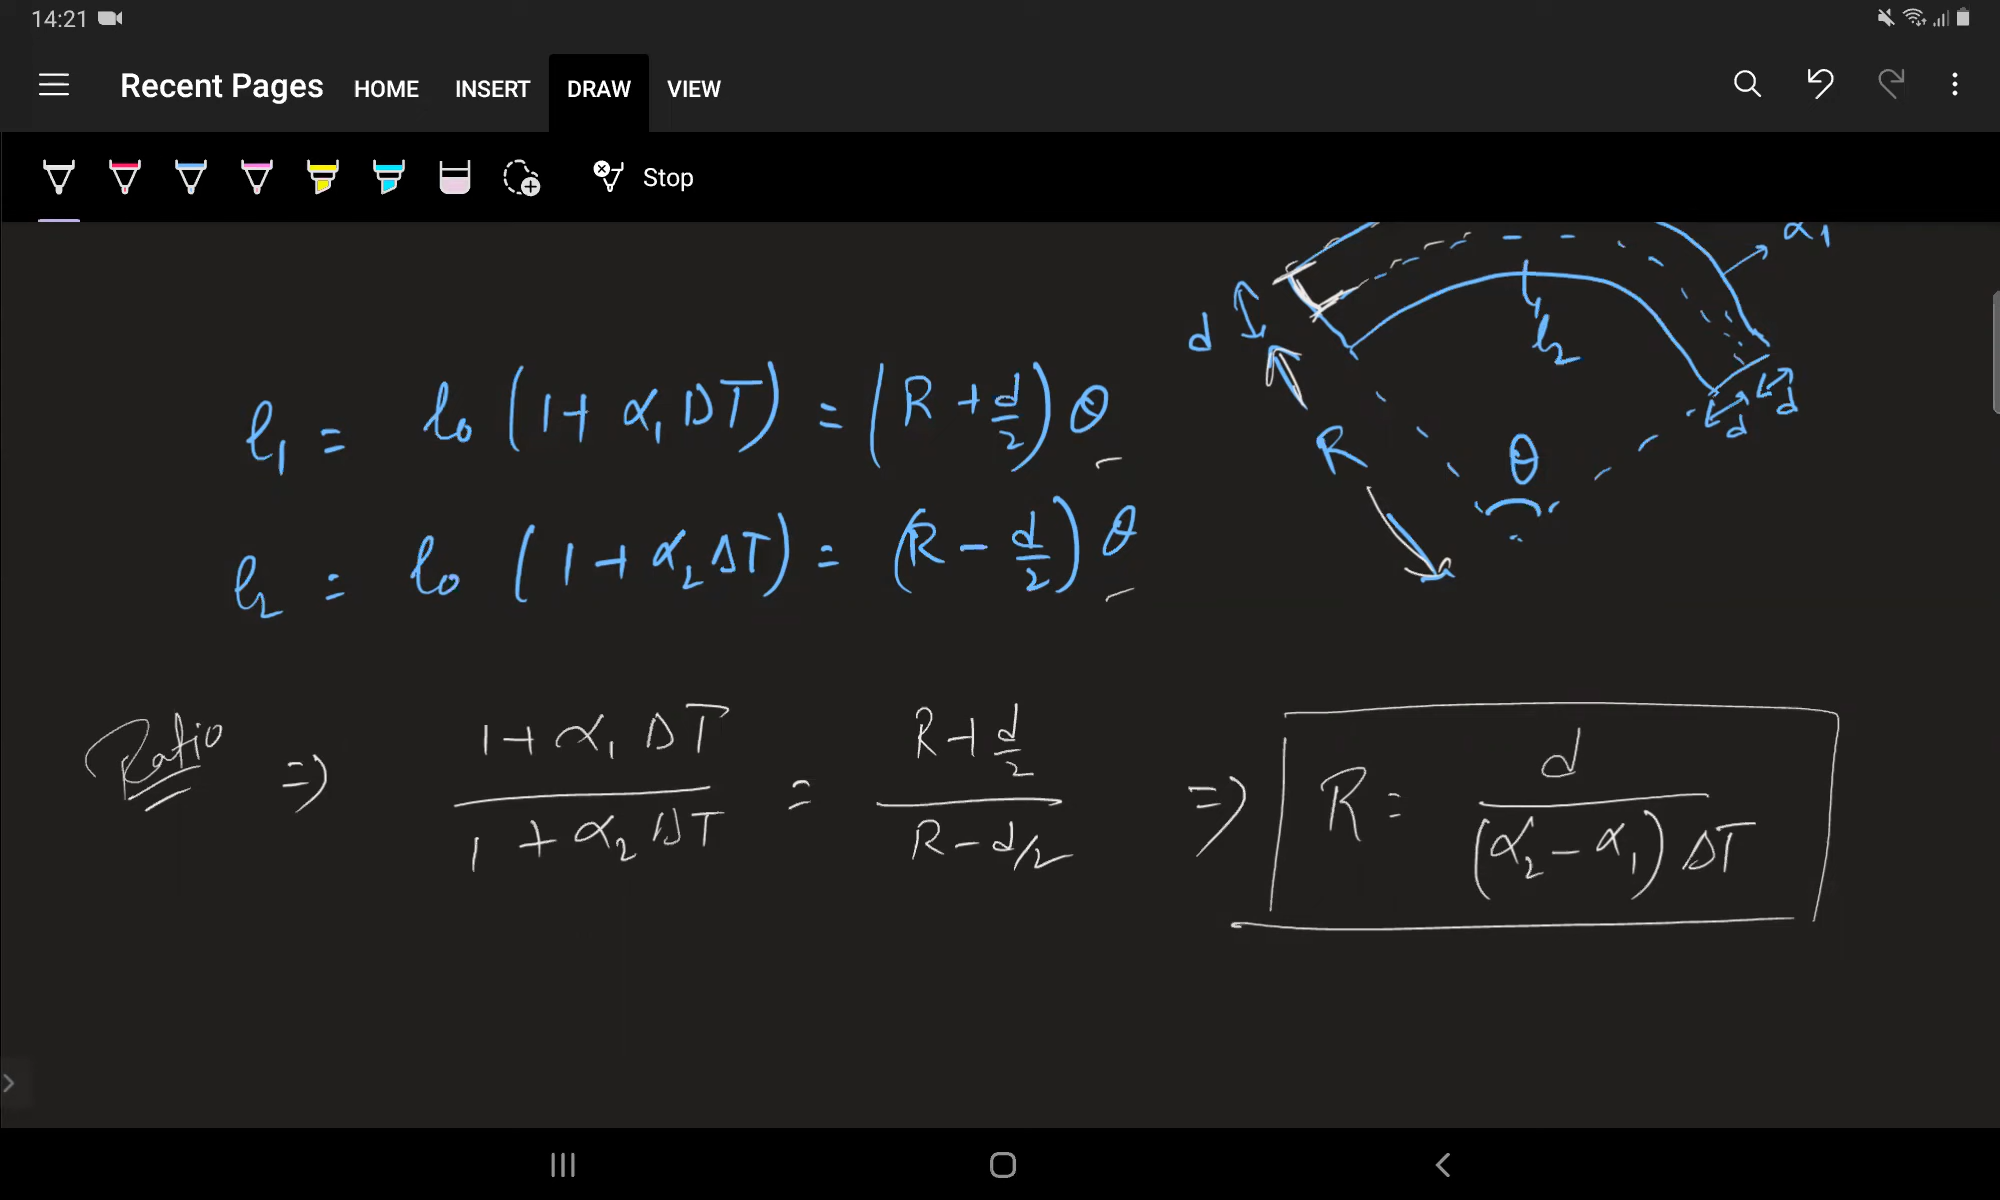 14:21
Recent Pages HOME INSERT DRAW VIEW
Stop
α₁
d
l₂
d d
R
θ
l₁ = l₀ (1 + α₁ ΔT) = (R + d/2) θ
l₂ = l₀ (1 + α₂ ΔT) = (R - d/2) θ
Ratio => (1 + α₁ ΔT)/(1 + α₂ ΔT) = (R + d/2)/(R - d/2) => R = d/((α₂ - α₁) ΔT)